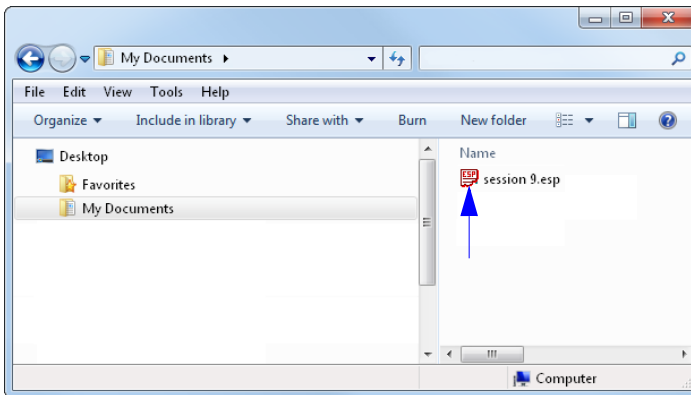 My Documents
File Edit View Tools Help
Organize Include in library Share with Burn New folder
Desktop
Favorites
My Documents
Name
ESP session 9.esp
Computer